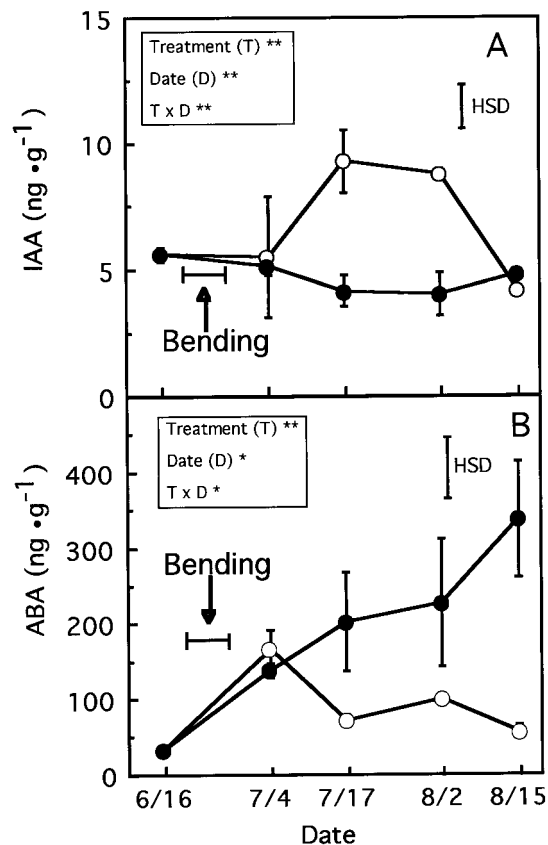 A
Treatment (T) **
Date (D) **
T x D **
HSD
15
10
5
0
IAA (ng •g⁻¹)
Bending
B
Treatment (T) **
Date (D) *
T x D *
HSD
400
300
200
100
0
ABA (ng •g⁻¹)
Bending
6/16 7/4 7/17 8/2 8/15
Date